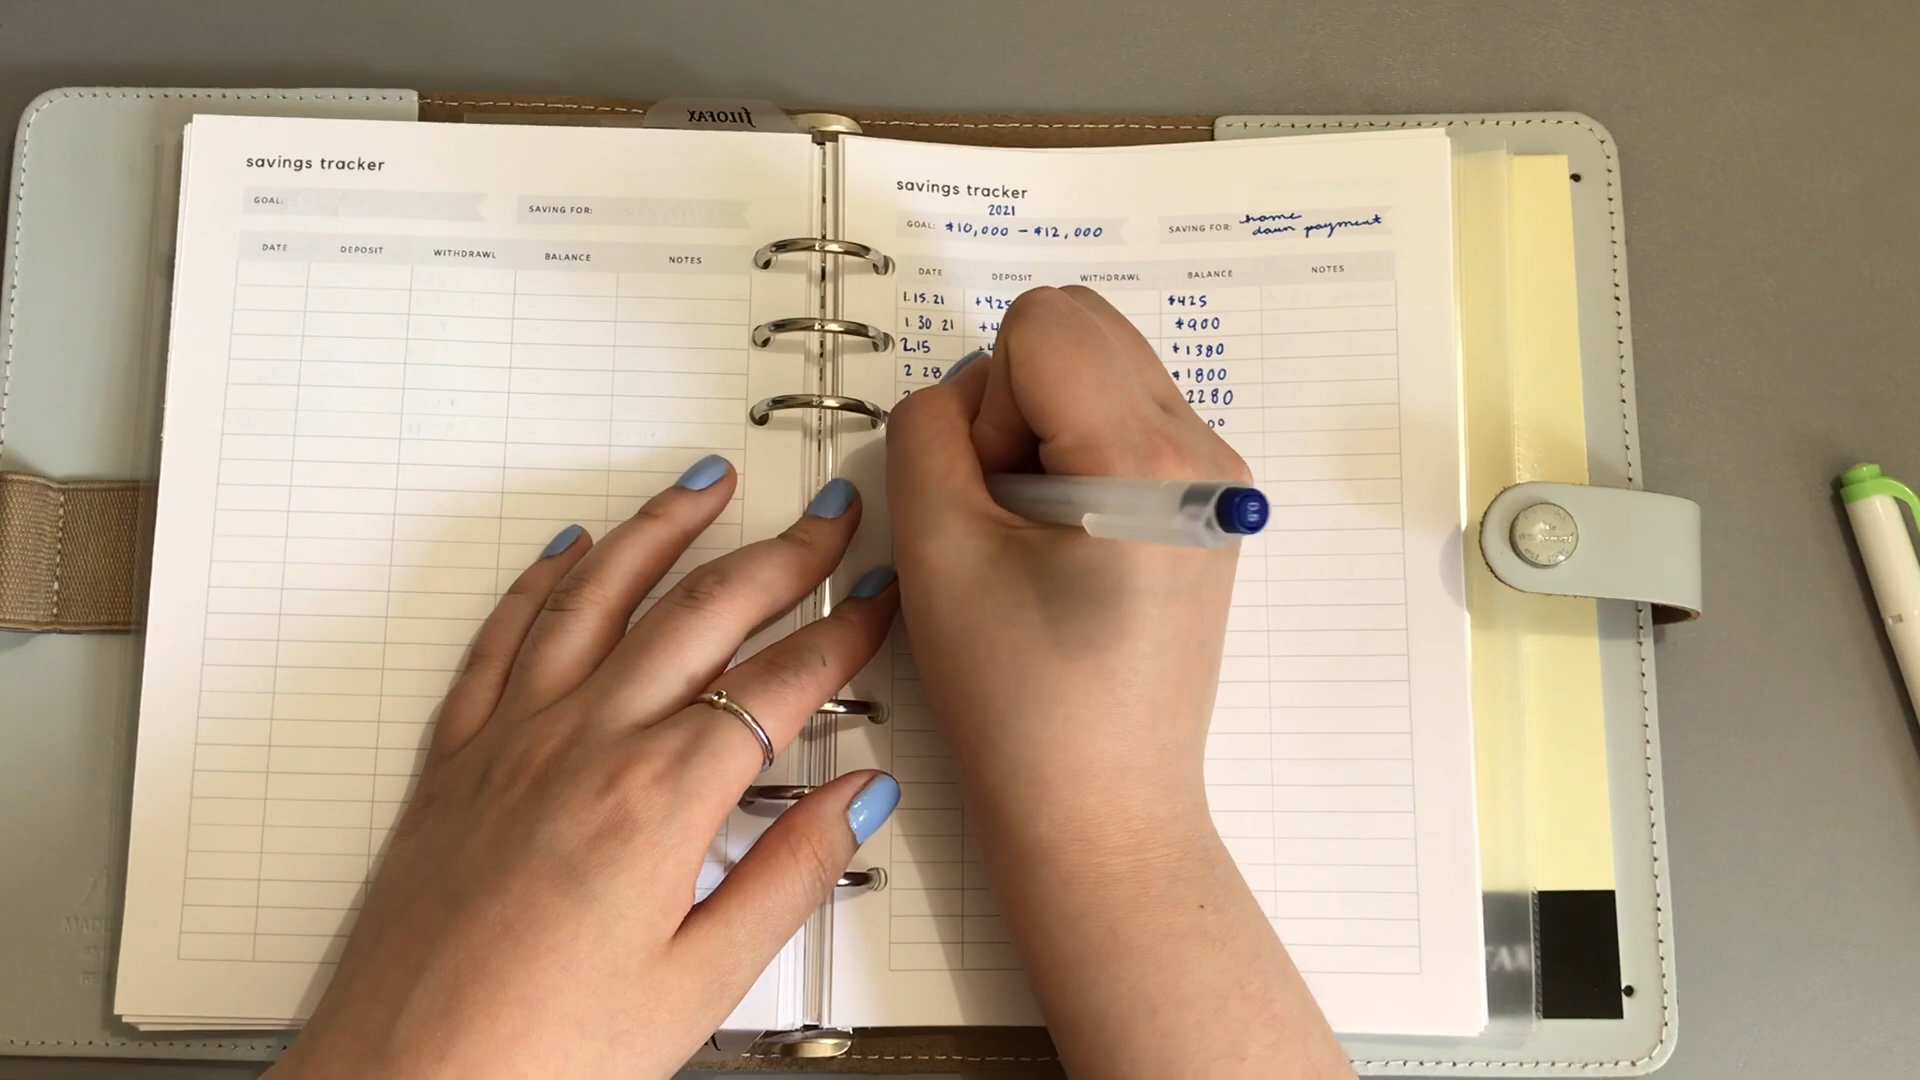 FILOFAX
savings tracker
GOAL: SAVING FOR:
DATE DEPOSIT WITHDRAWL BALANCE NOTES
savings tracker
2021
GOAL: $10,000 – $12,000
SAVING FOR: home
down payment
DATE DEPOSIT WITHDRAWL BALANCE NOTES
1.15.21 +425 $425
1.30 21 $900
2.15 $1380
2 28 $1800
2280